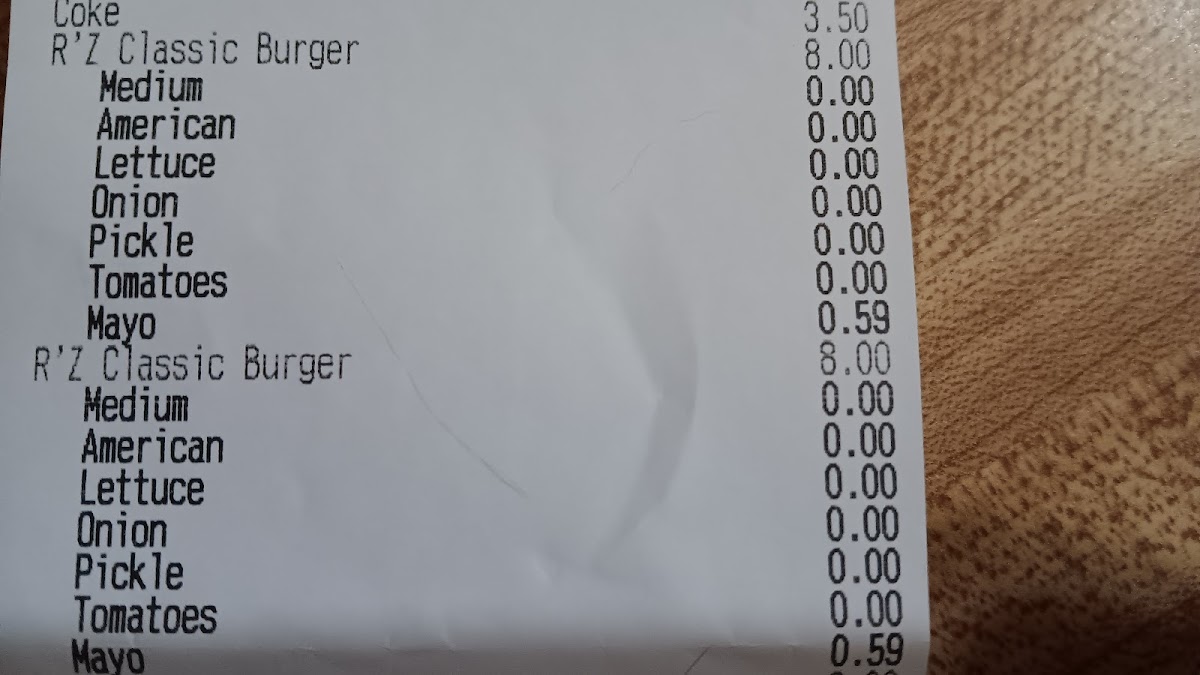 Coke 3.50
R'Z Classic Burger 8.00
Medium 0.00
American 0.00
Lettuce 0.00
Onion 0.00
Pickle 0.00
Tomatoes 0.00
Mayo 0.59
R'Z Classic Burger 8.00
Medium 0.00
American 0.00
Lettuce 0.00
Onion 0.00
Pickle 0.00
Tomatoes 0.00
Mayo 0.59